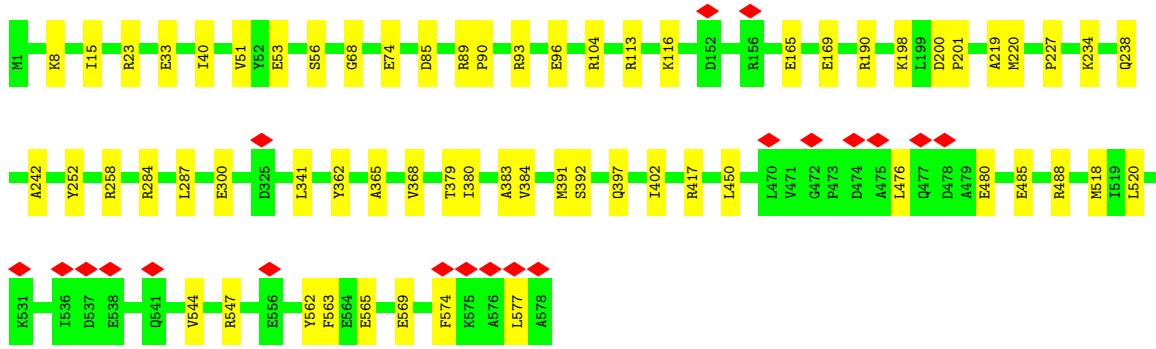 M1 K8 I15 R23 E33 I40 V51 Y52 E53 S56 G68 E74 D85 R89 P90 R93 E96 R104 R113 K116 D152 R156 E165 E169 R190 K198 L199 D200 P201 A219 M220 P227 K234 Q238
A242 Y252 R258 R284 L287 E300 D325 L341 Y362 A365 V368 T379 I380 A383 V384 M391 S392 Q397 I402 R417 L450 L470 V471 G472 P473 D474 A475 L476 Q477 D478 A479 E480 E485 R488 M518 I519 L520
K531 I536 D537 E538 Q541 V544 R547 E556 Y562 F563 E564 E565 E569 F574 K575 A576 L577 A578